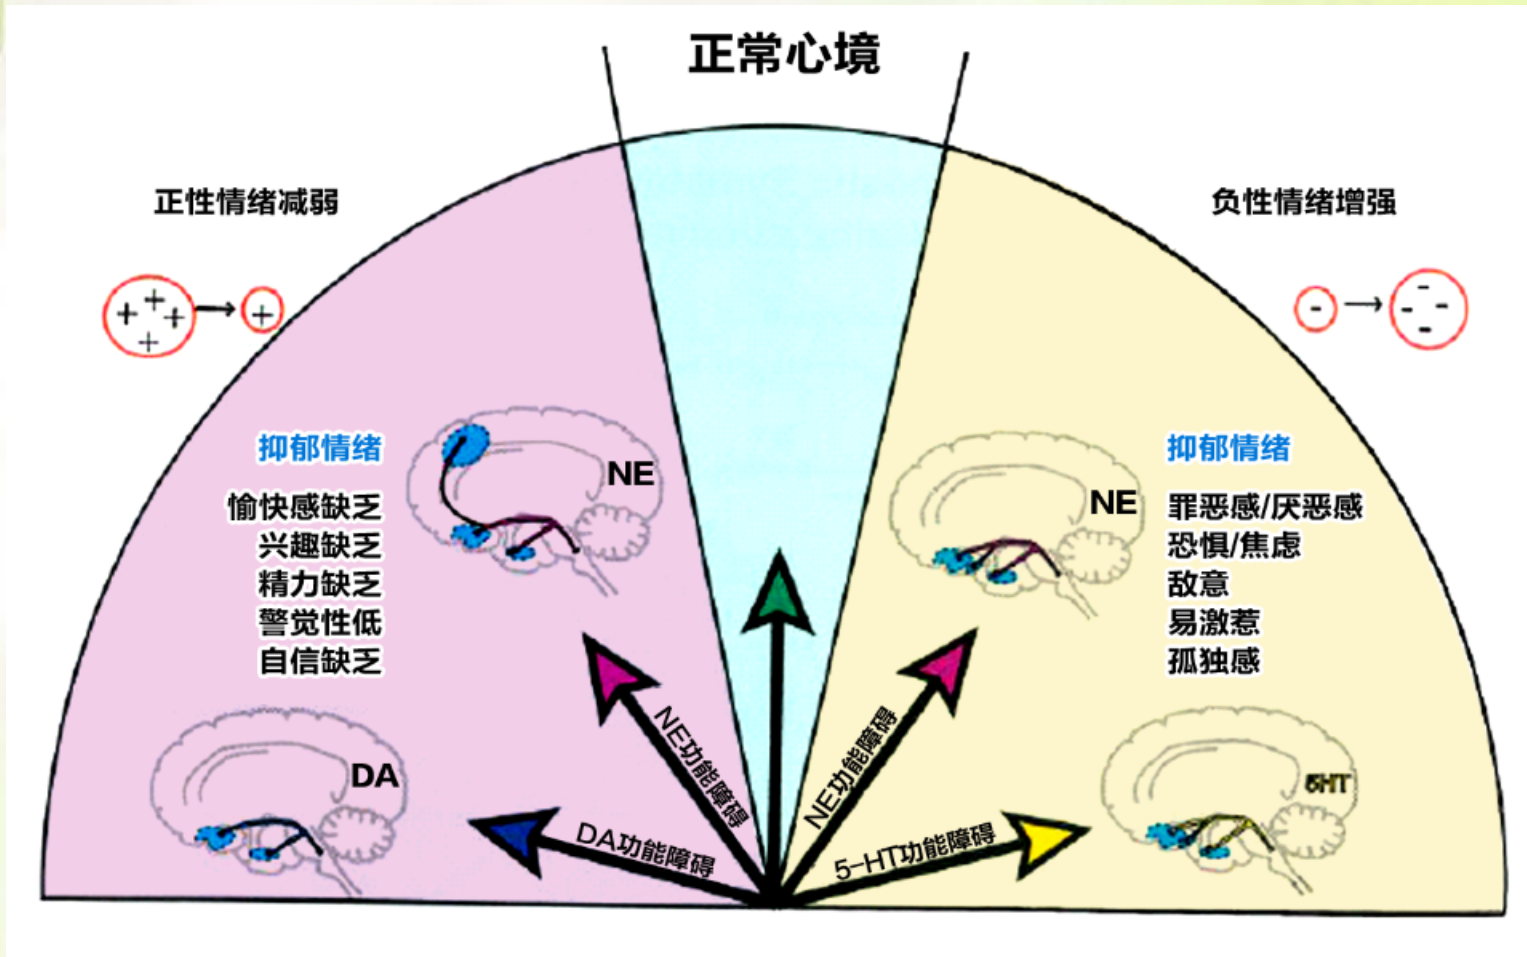 正常心境
正性情绪减弱
负性情绪增强
+ + + +
+
-
- - - -
抑郁情绪
愉快感缺乏
兴趣缺乏
精力缺乏
警觉性低
自信缺乏
NE
NE
抑郁情绪
罪恶感/厌恶感
恐惧/焦虑
敌意
易激惹
孤独感
DA
DA功能障碍
NE功能障碍
NE功能障碍
5-HT功能障碍
5HT